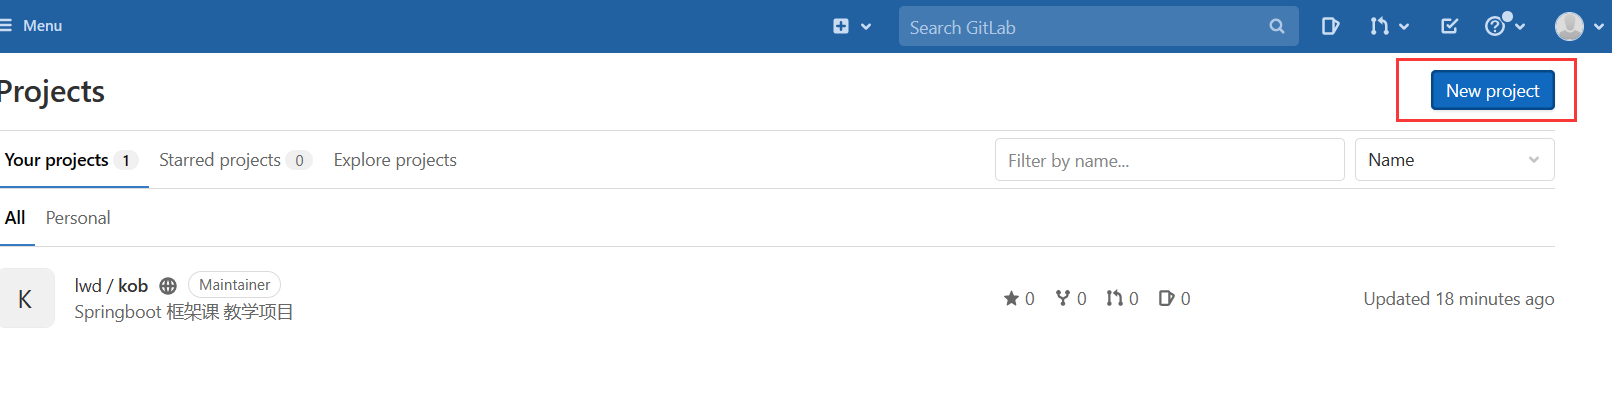 Menu
Search GitLab
Projects
New project
Your projects 1 Starred projects 0 Explore projects
Filter by name...
Name
All Personal
K
lwd / kob Maintainer
Springboot 框架课 教学项目
0 0 0 0
Updated 18 minutes ago